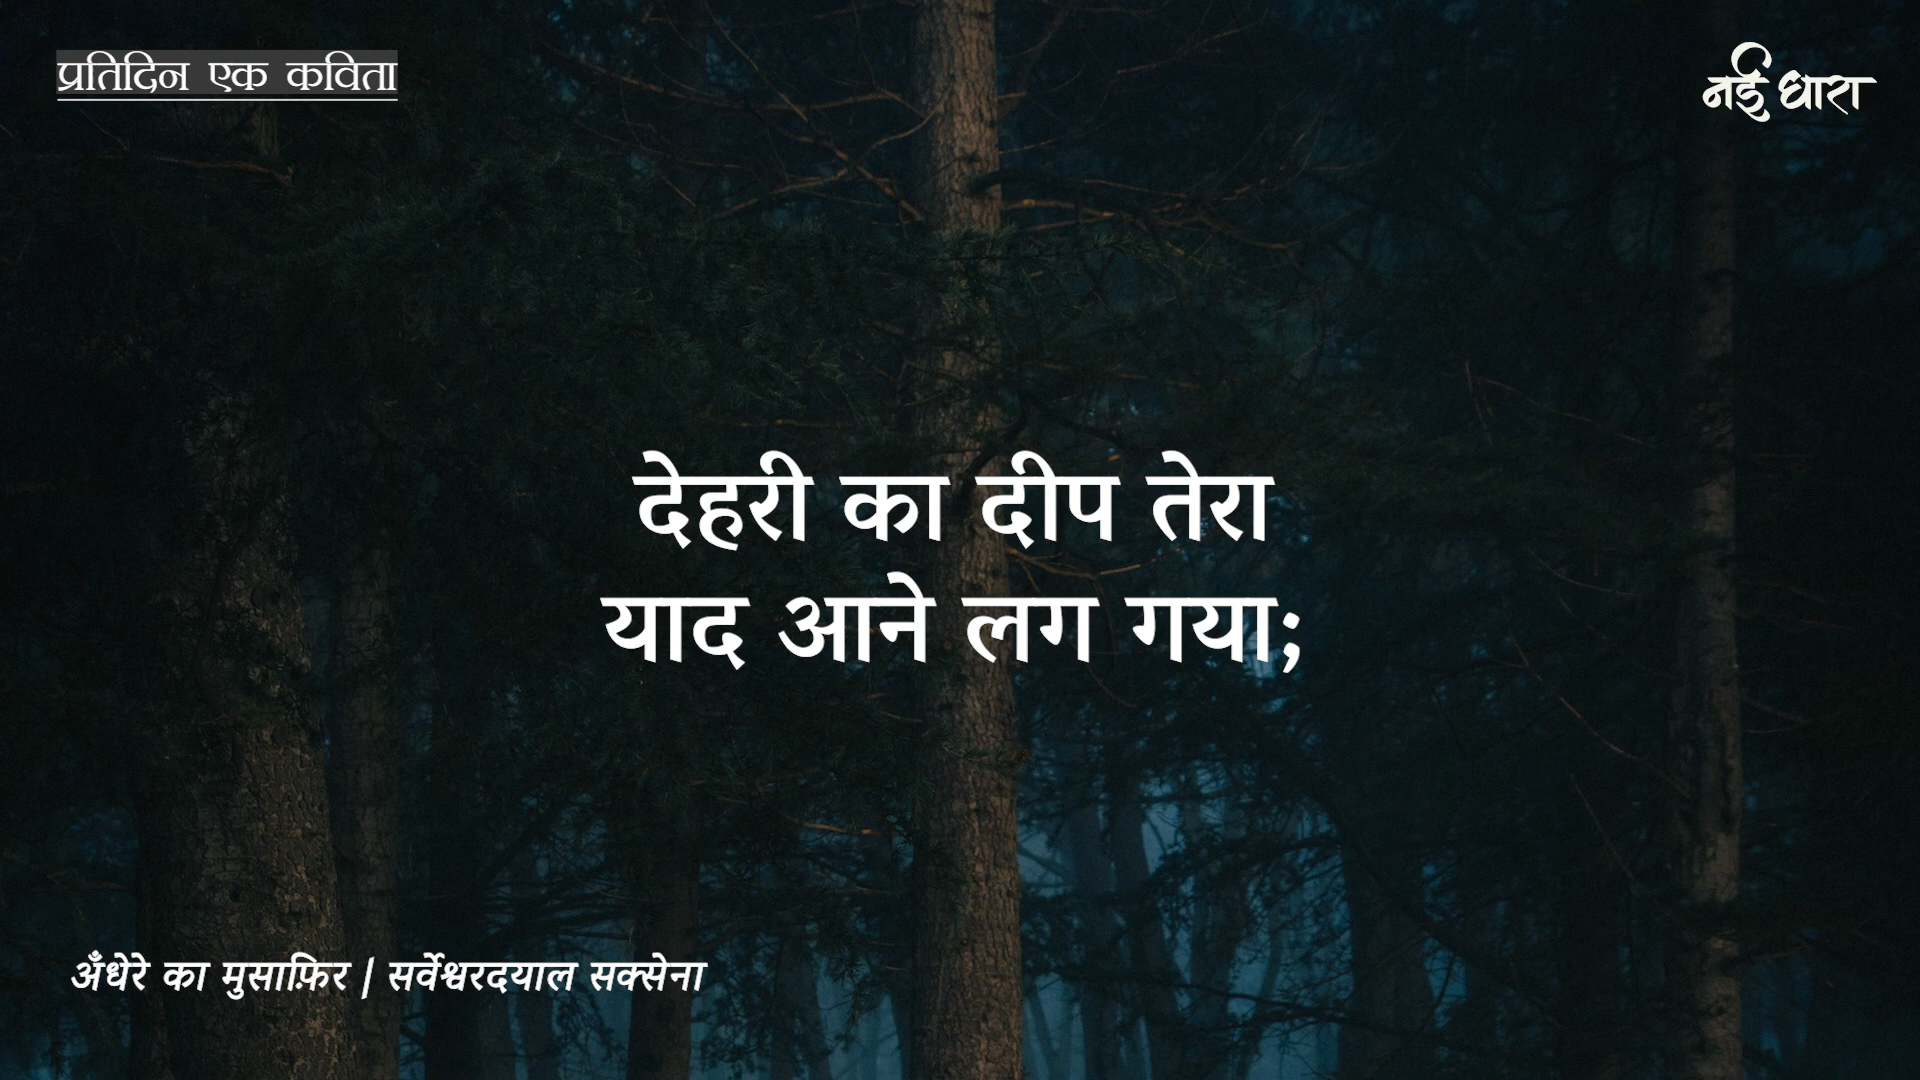 प्रतिदिन एक कविता
नई धारा
देहरी का दीप तेरा
याद आने लग गया;
अँधेरे का मुसाफ़िर | सर्वेश्वरदयाल सक्सेना